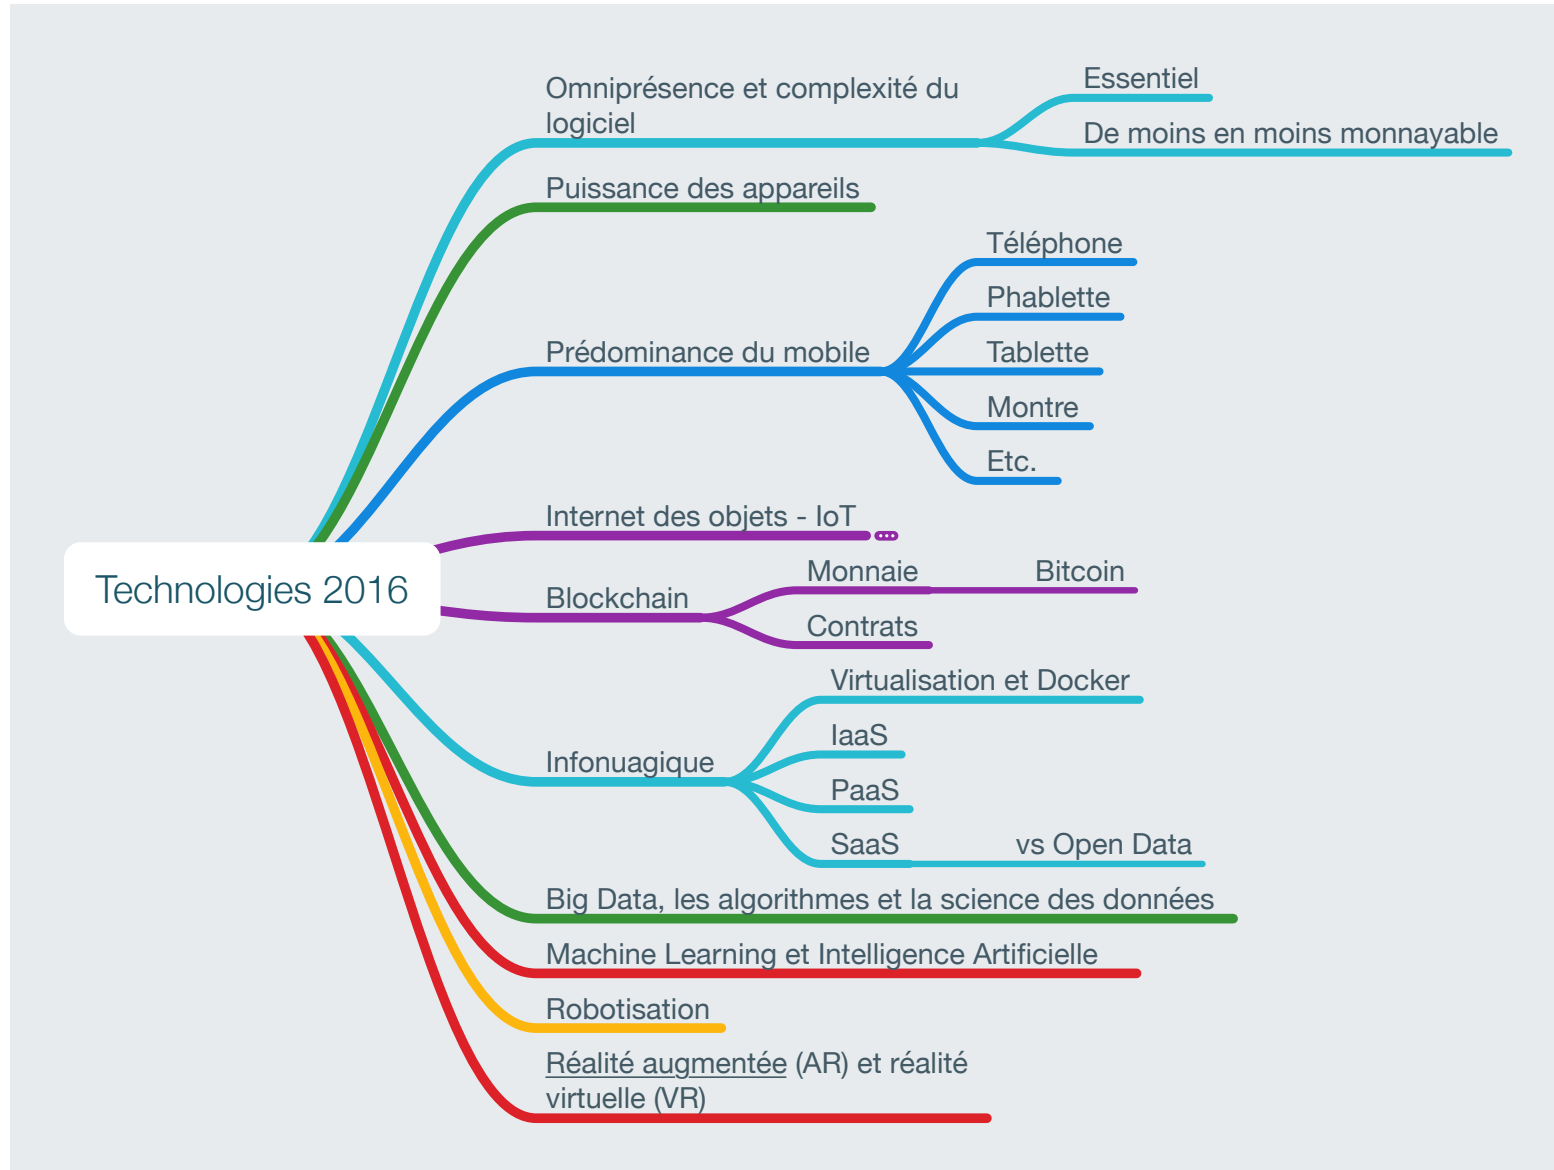 Technologies 2016
Omniprésence et complexité du
logiciel
Essentiel
De moins en moins monnayable
Puissance des appareils
Prédominance du mobile
Téléphone
Phablette
Tablette
Montre
Etc.
Internet des objets - IoT
Blockchain
Monnaie
Bitcoin
Contrats
Infonuagique
Virtualisation et Docker
IaaS
PaaS
SaaS
vs Open Data
Big Data, les algorithmes et la science des données
Machine Learning et Intelligence Artificielle
Robotisation
Réalité augmentée (AR) et réalité
virtuelle (VR)